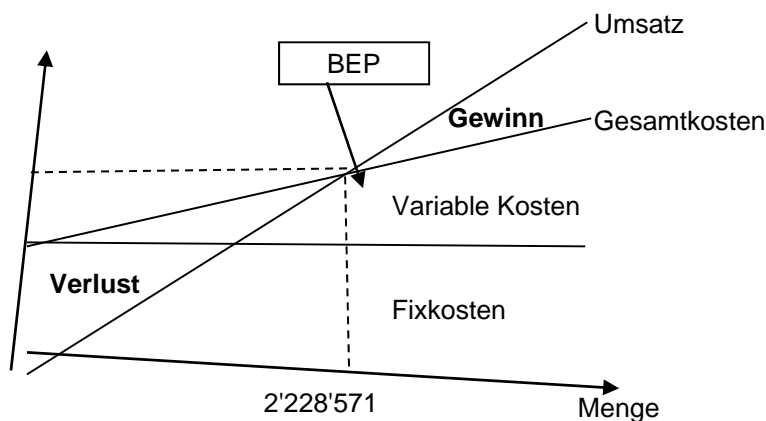 Umsatz
BEP
Gewinn
Gesamtkosten
Variable Kosten
Verlust
Fixkosten
2'228'571
Menge